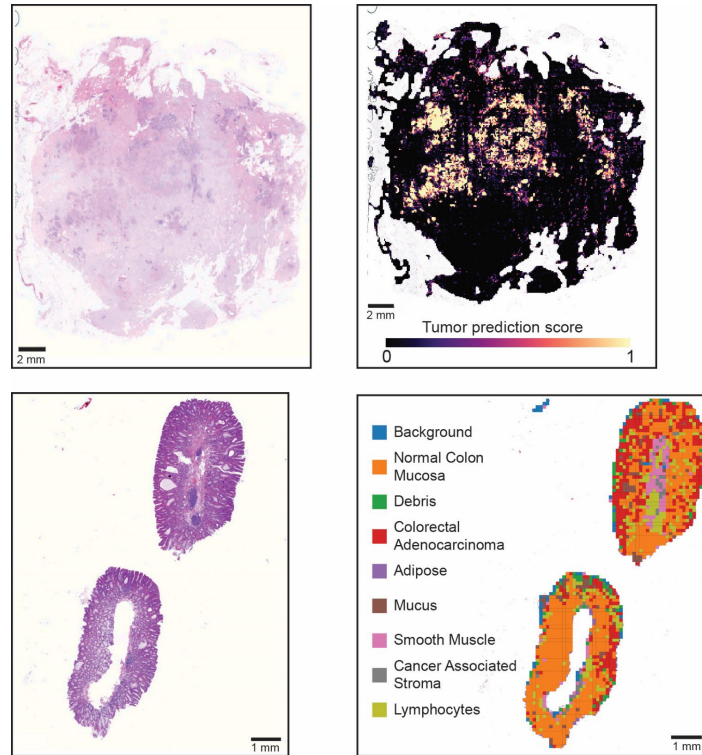 2 mm
2 mm
Tumor prediction score
0 1
Background
Normal Colon
Mucosa
Debris
Colorectal
Adenocarcinoma
Adipose
Mucus
Smooth Muscle
Cancer Associated
Stroma
Lymphocytes
1 mm
1 mm